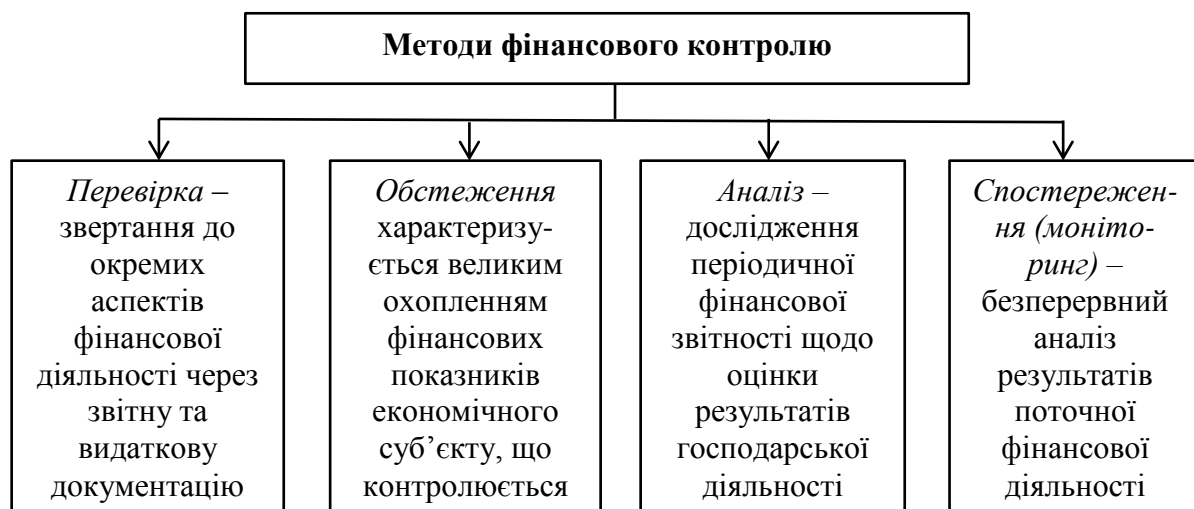 Методи фінансового контролю
Перевірка –
звертання до
окремих
аспектів
фінансової
діяльності через
звітну та
видаткову
документацію
Обстеження
характеризу-
ється великим
охопленням
фінансових
показників
економічного
суб’єкту, що
контролюється
Аналіз –
дослідження
періодичної
фінансової
звітності щодо
оцінки
результатів
господарської
діяльності
Спостережен-
ня (моніто-
ринг) –
безперервний
аналіз
результатів
поточної
фінансової
діяльності